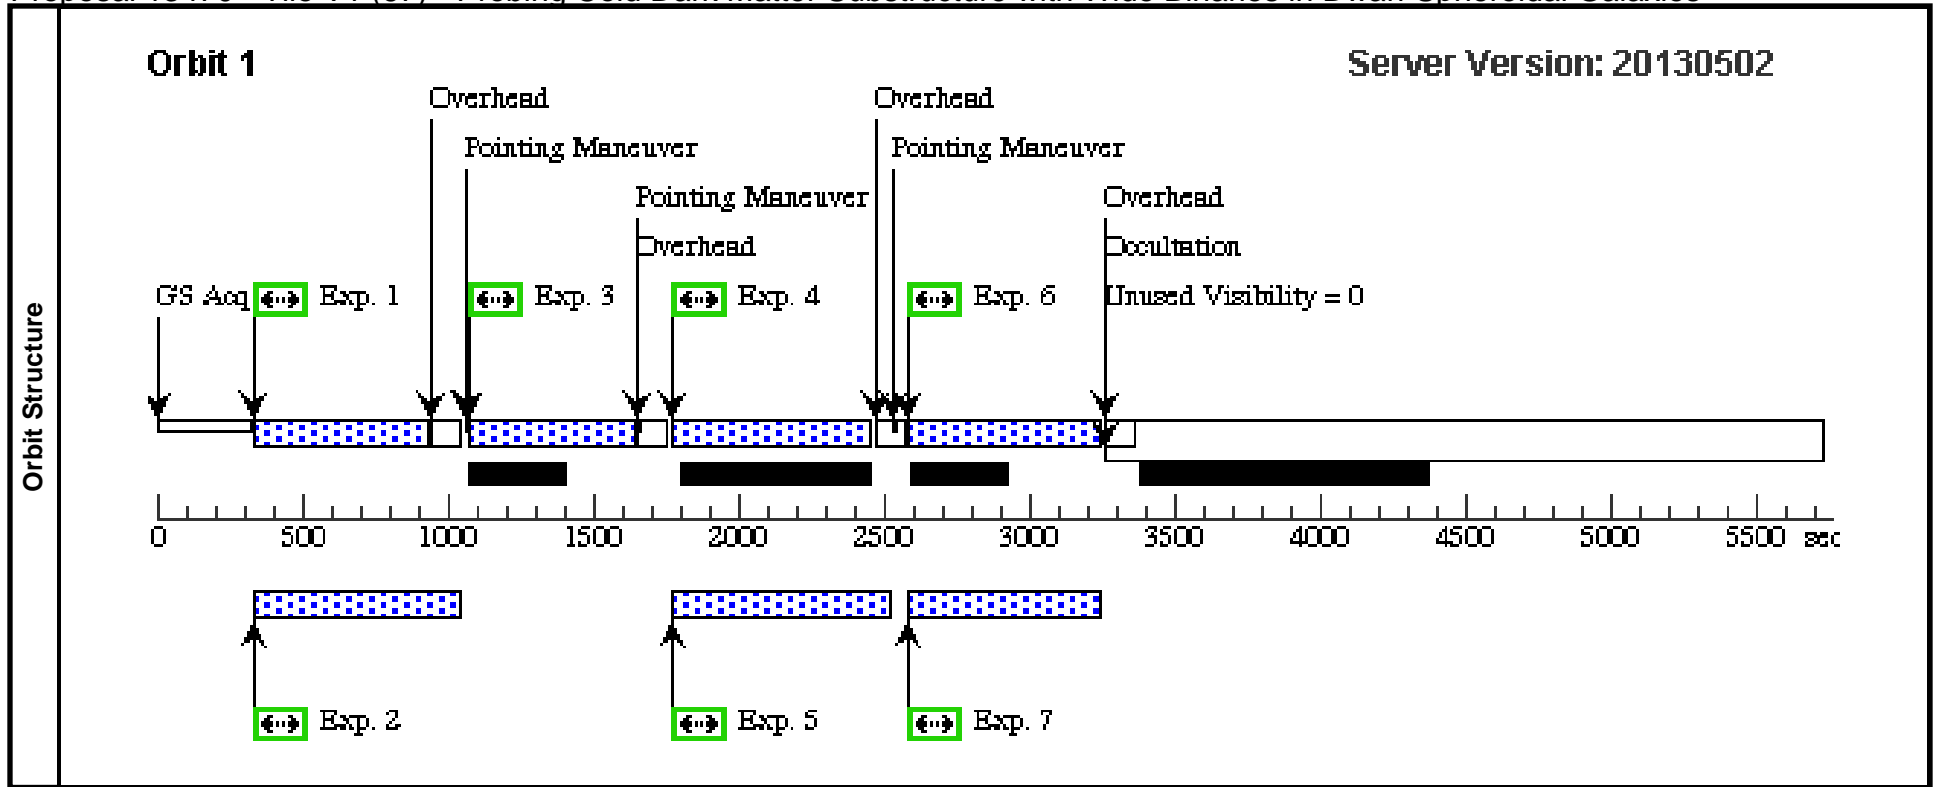 Orbit Structure
Orbit 1 Server Version: 20130502
Overhead Overhead
Pointing Maneuver Pointing Maneuver
Pointing Maneuver Overhead
Overhead Occultation
GS Acq Exp. 1 Exp. 3 Exp. 4 Exp. 6 Unused Visibility = 0
0 500 1000 1500 2000 2500 3000 3500 4000 4500 5000 5500 sec
Exp. 2 Exp. 5 Exp. 7